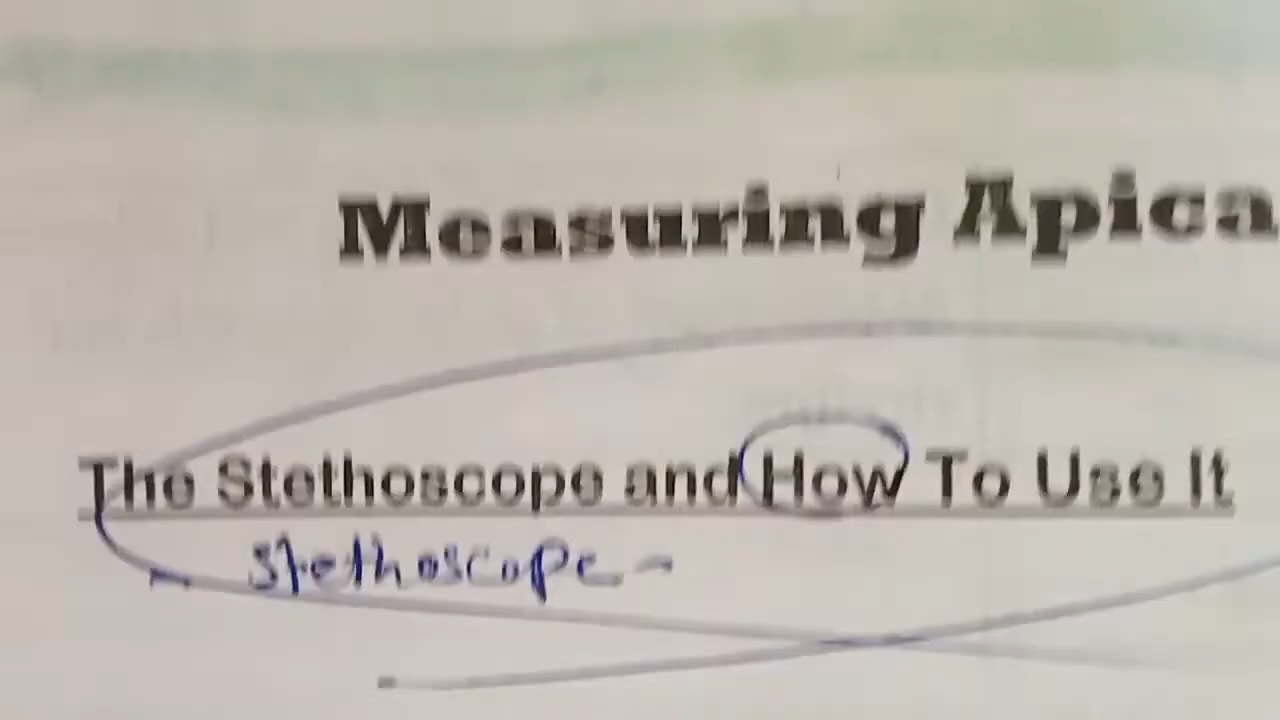 Measuring Apica
The Stethoscope and How To Use It
stethoscope -